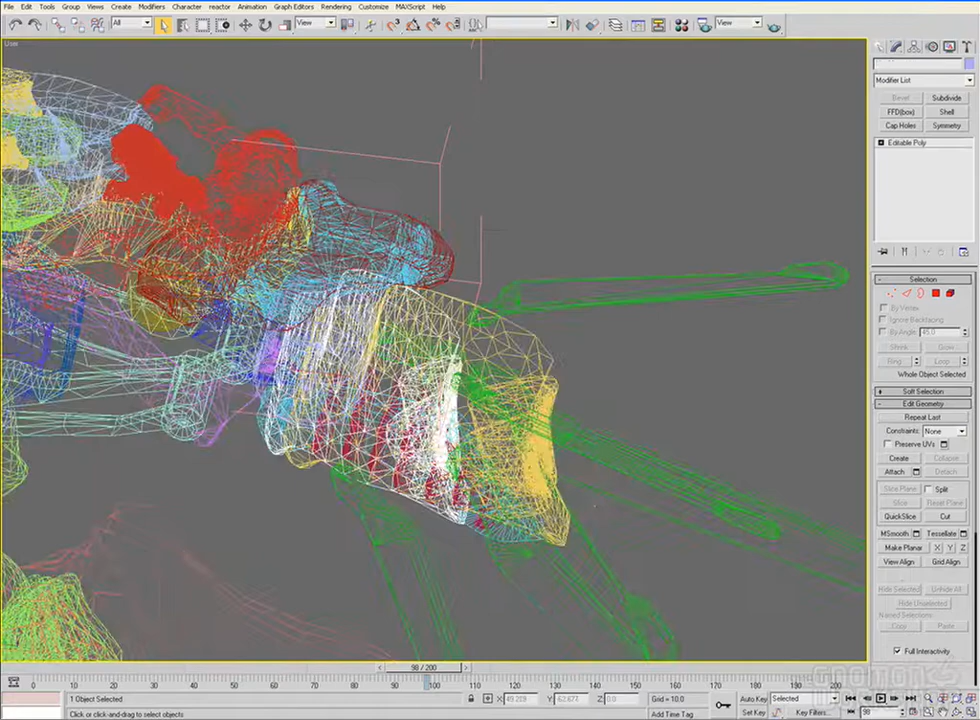 File Edit Tools Group Views Create Modifiers Character reactor Animation Graph Editors Rendering Customize MAXScript Help
All View View
User
Modifier List
Bevel Subdivide
FFD(box) Shell
Cap Holes Symmetry
Editable Poly
Selection
By Vertex
Ignore Backfacing
By Angle 45.0
Shrink Grow
Ring Loop
Whole Object Selected
Soft Selection
Edit Geometry
Repeat Last
Constraints: None
Preserve UVs
Create Collapse
Attach Detach
Slice Plane Split
Slice Reset Plane
QuickSlice Cut
MSmooth Tessellate
Make Planar X Y Z
View Align Grid Align
Hide Selected Unhide All
Hide Unselected
Named Selections:
Copy Paste
Full Interactivity
98 / 200
0 10 20 30 40 50 60 70 80 90 100 110 120 130 140 150 160 170 180 190 200
1 Object Selected X: Y: Z: 0.0 Grid = 10.0 Auto Key Selected
Click or click-and-drag to select objects Add Time Tag Set Key Key Filters... 98